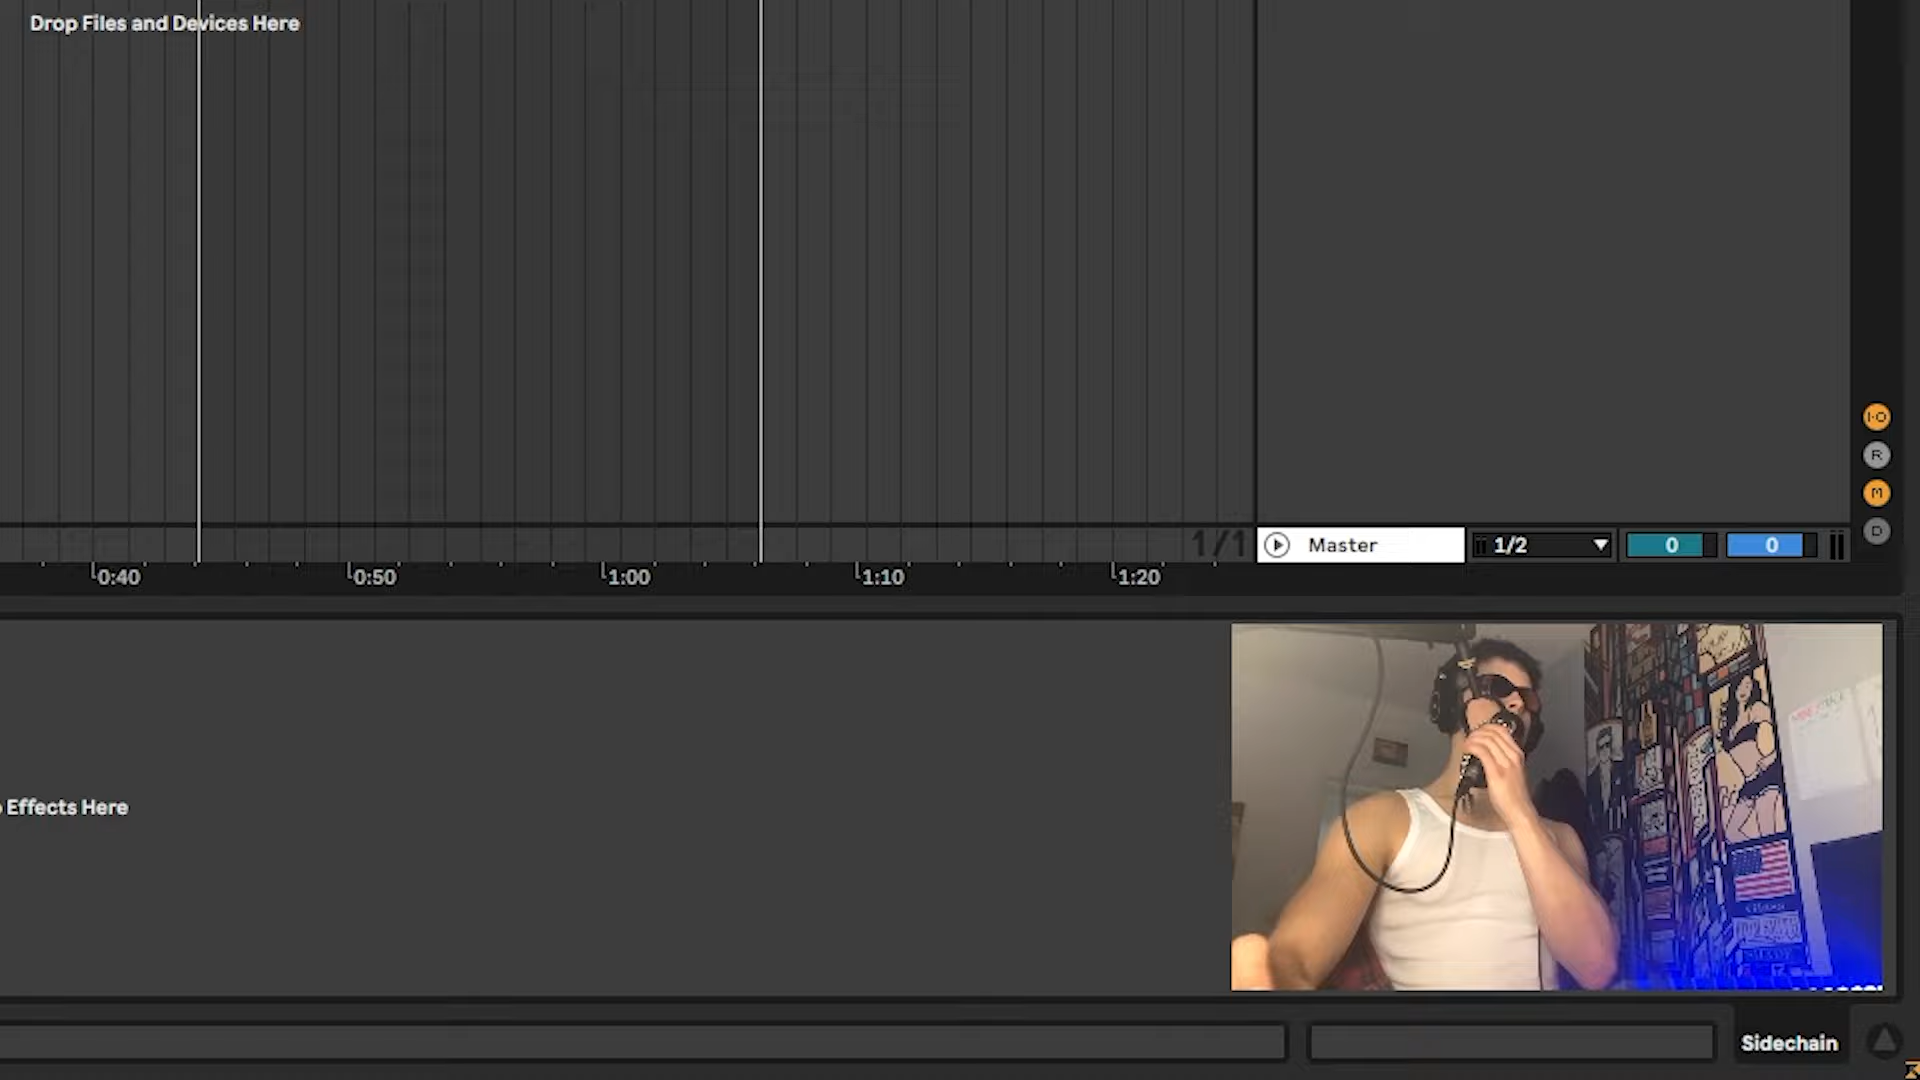 Drop Files and Devices Here
I·O
R
M
D
1/1
Master
1/2
0
0
0:40
0:50
1:00
1:10
1:20
Effects Here
Sidechain